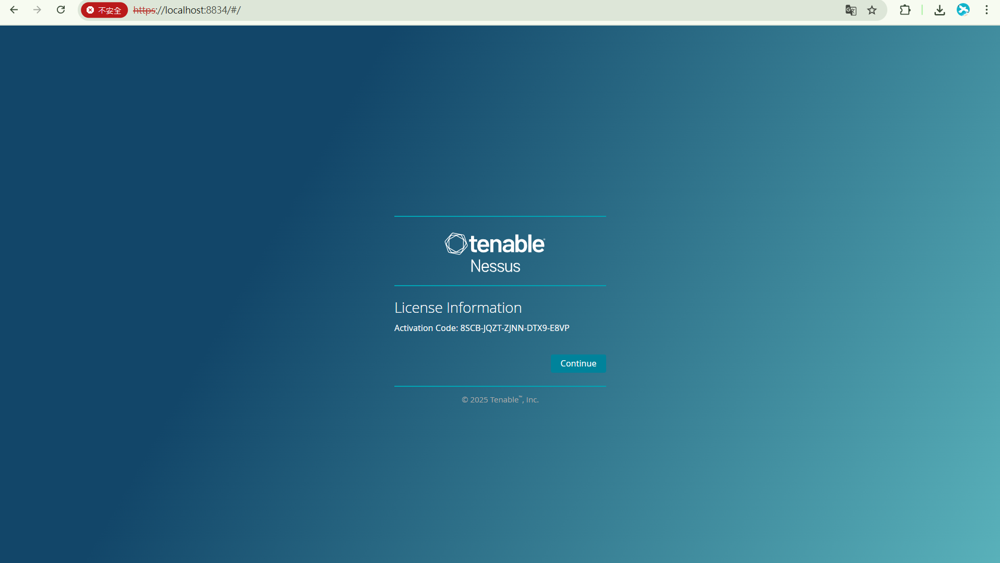 不安全 https://localhost:8834/#/
tenable®
Nessus
License Information
Activation Code: 8SCB-JQZT-ZJNN-DTX9-E8VP
Continue
© 2025 Tenable™, Inc.